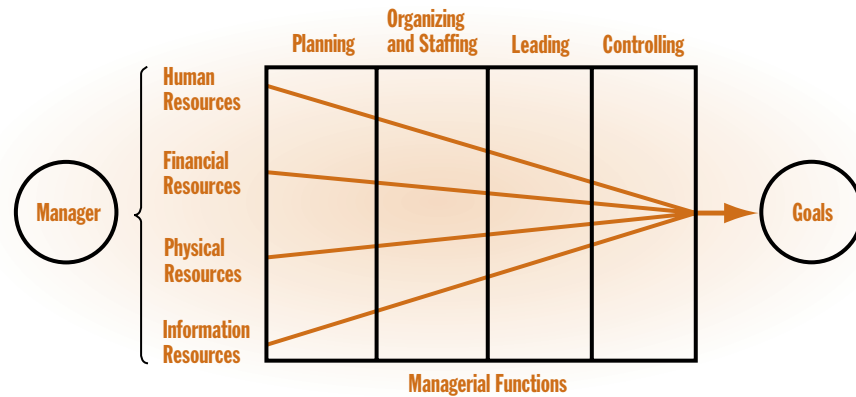 Planning
Organizing
and Staffing
Leading
Controlling
Human
Resources
Financial
Resources
Physical
Resources
Information
Resources
Manager
Goals
Managerial Functions